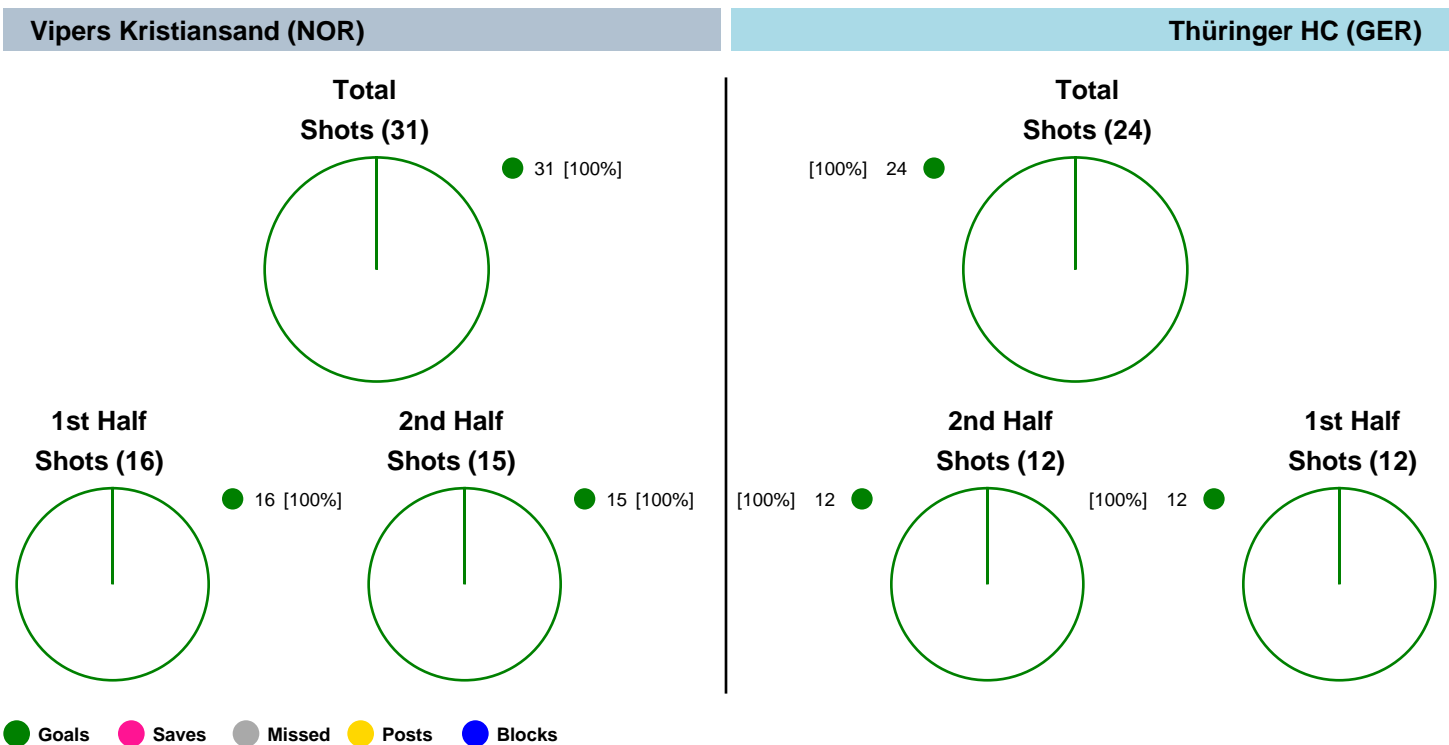 Vipers Kristiansand (NOR)
Thüringer HC (GER)
Total
Shots (31)
31 [100%]
Total
Shots (24)
[100%] 24
1st Half
Shots (16)
16 [100%]
2nd Half
Shots (15)
15 [100%]
2nd Half
Shots (12)
[100%] 12
1st Half
Shots (12)
[100%] 12
Goals Saves Missed Posts Blocks